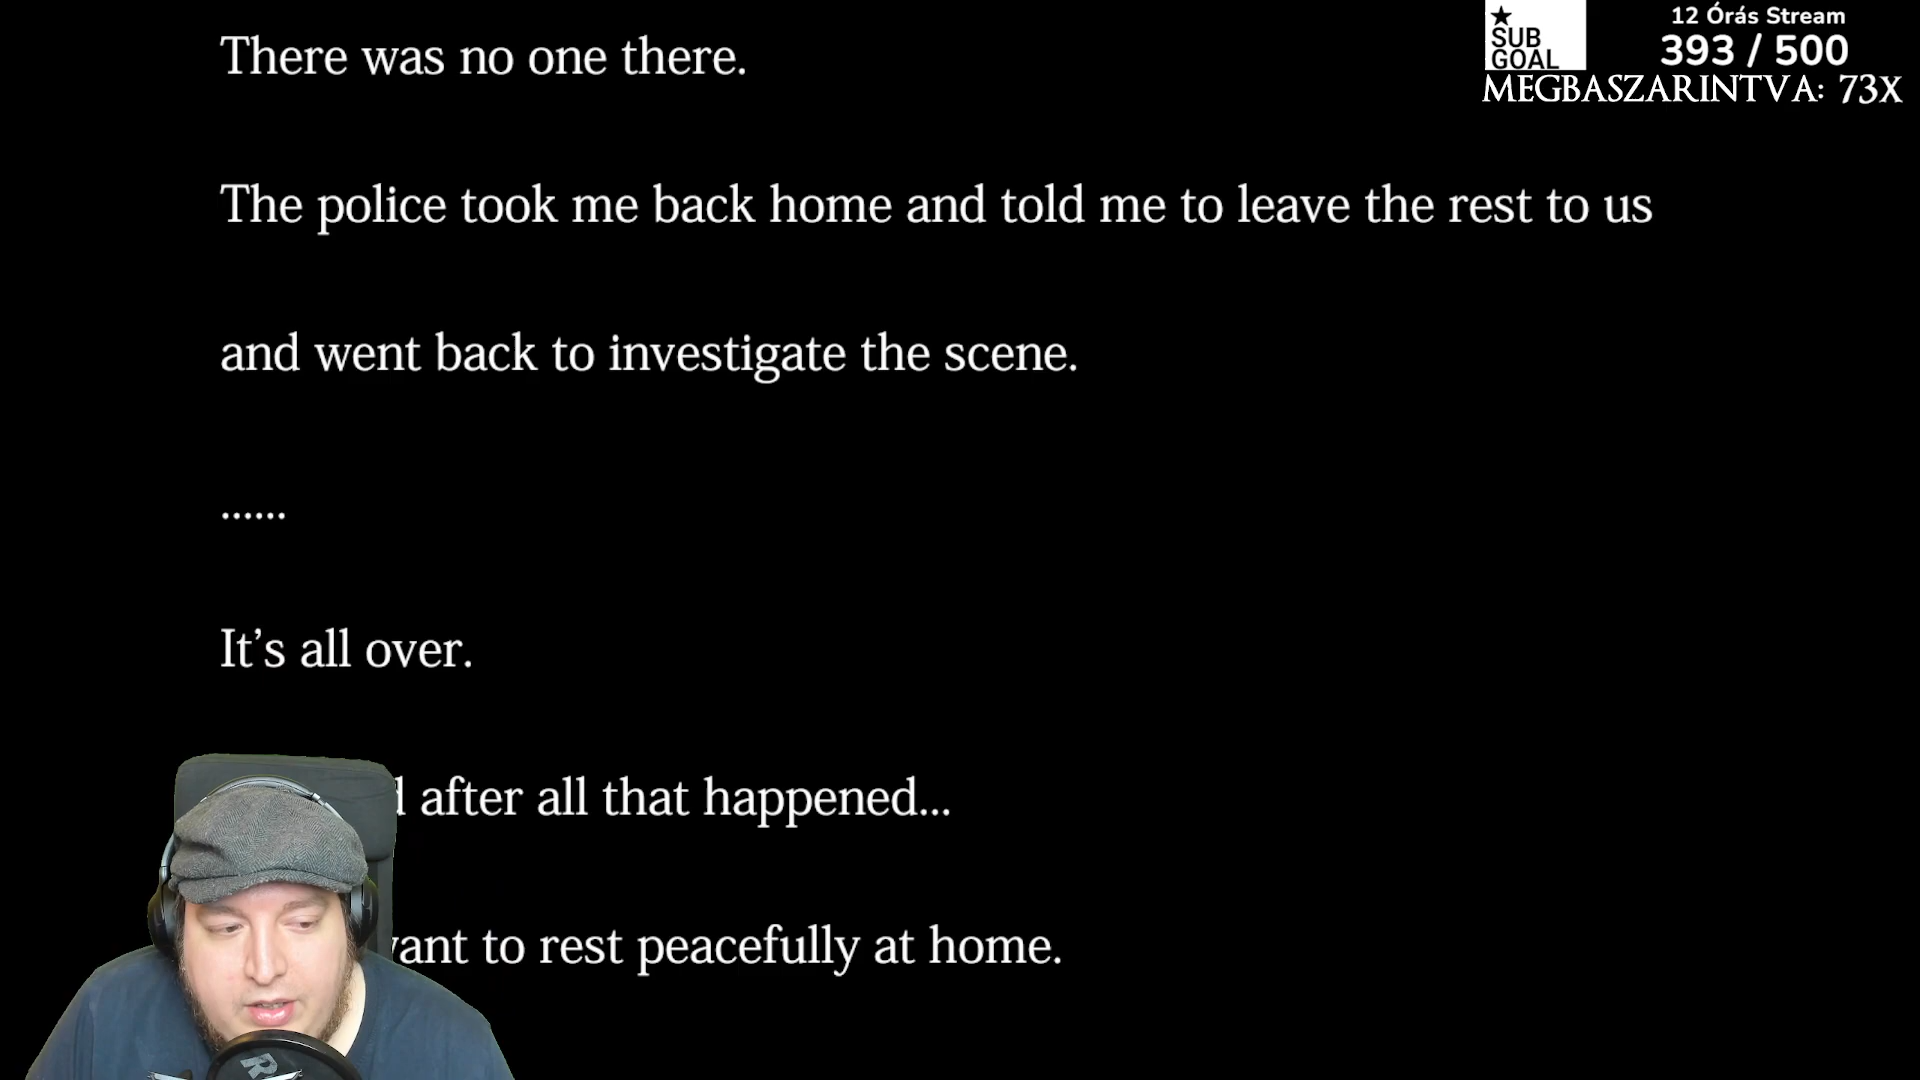 There was no one there.
The police took me back home and told me to leave the rest to us
and went back to investigate the scene.
......
It’s all over.
after all that happened...
to rest peacefully at home.
SUB
GOAL
12 Órás Stream
393 / 500
MEGBASZARINTVA: 73X